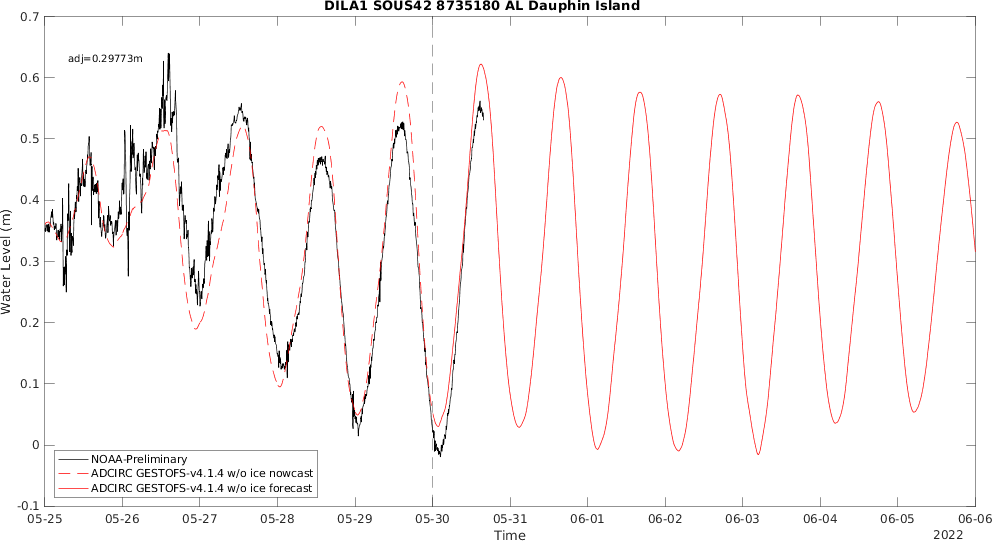 DILA1 SOUS42 8735180 AL Dauphin Island
adj=0.29773m
0.7
0.6
0.5
0.4
0.3
0.2
0.1
0
-0.1
Water Level (m)
NOAA-Preliminary
ADCIRC GESTOFS-v4.1.4 w/o ice nowcast
ADCIRC GESTOFS-v4.1.4 w/o ice forecast
05-25 05-26 05-27 05-28 05-29 05-30 05-31 06-01 06-02 06-03 06-04 06-05 06-06
Time
2022